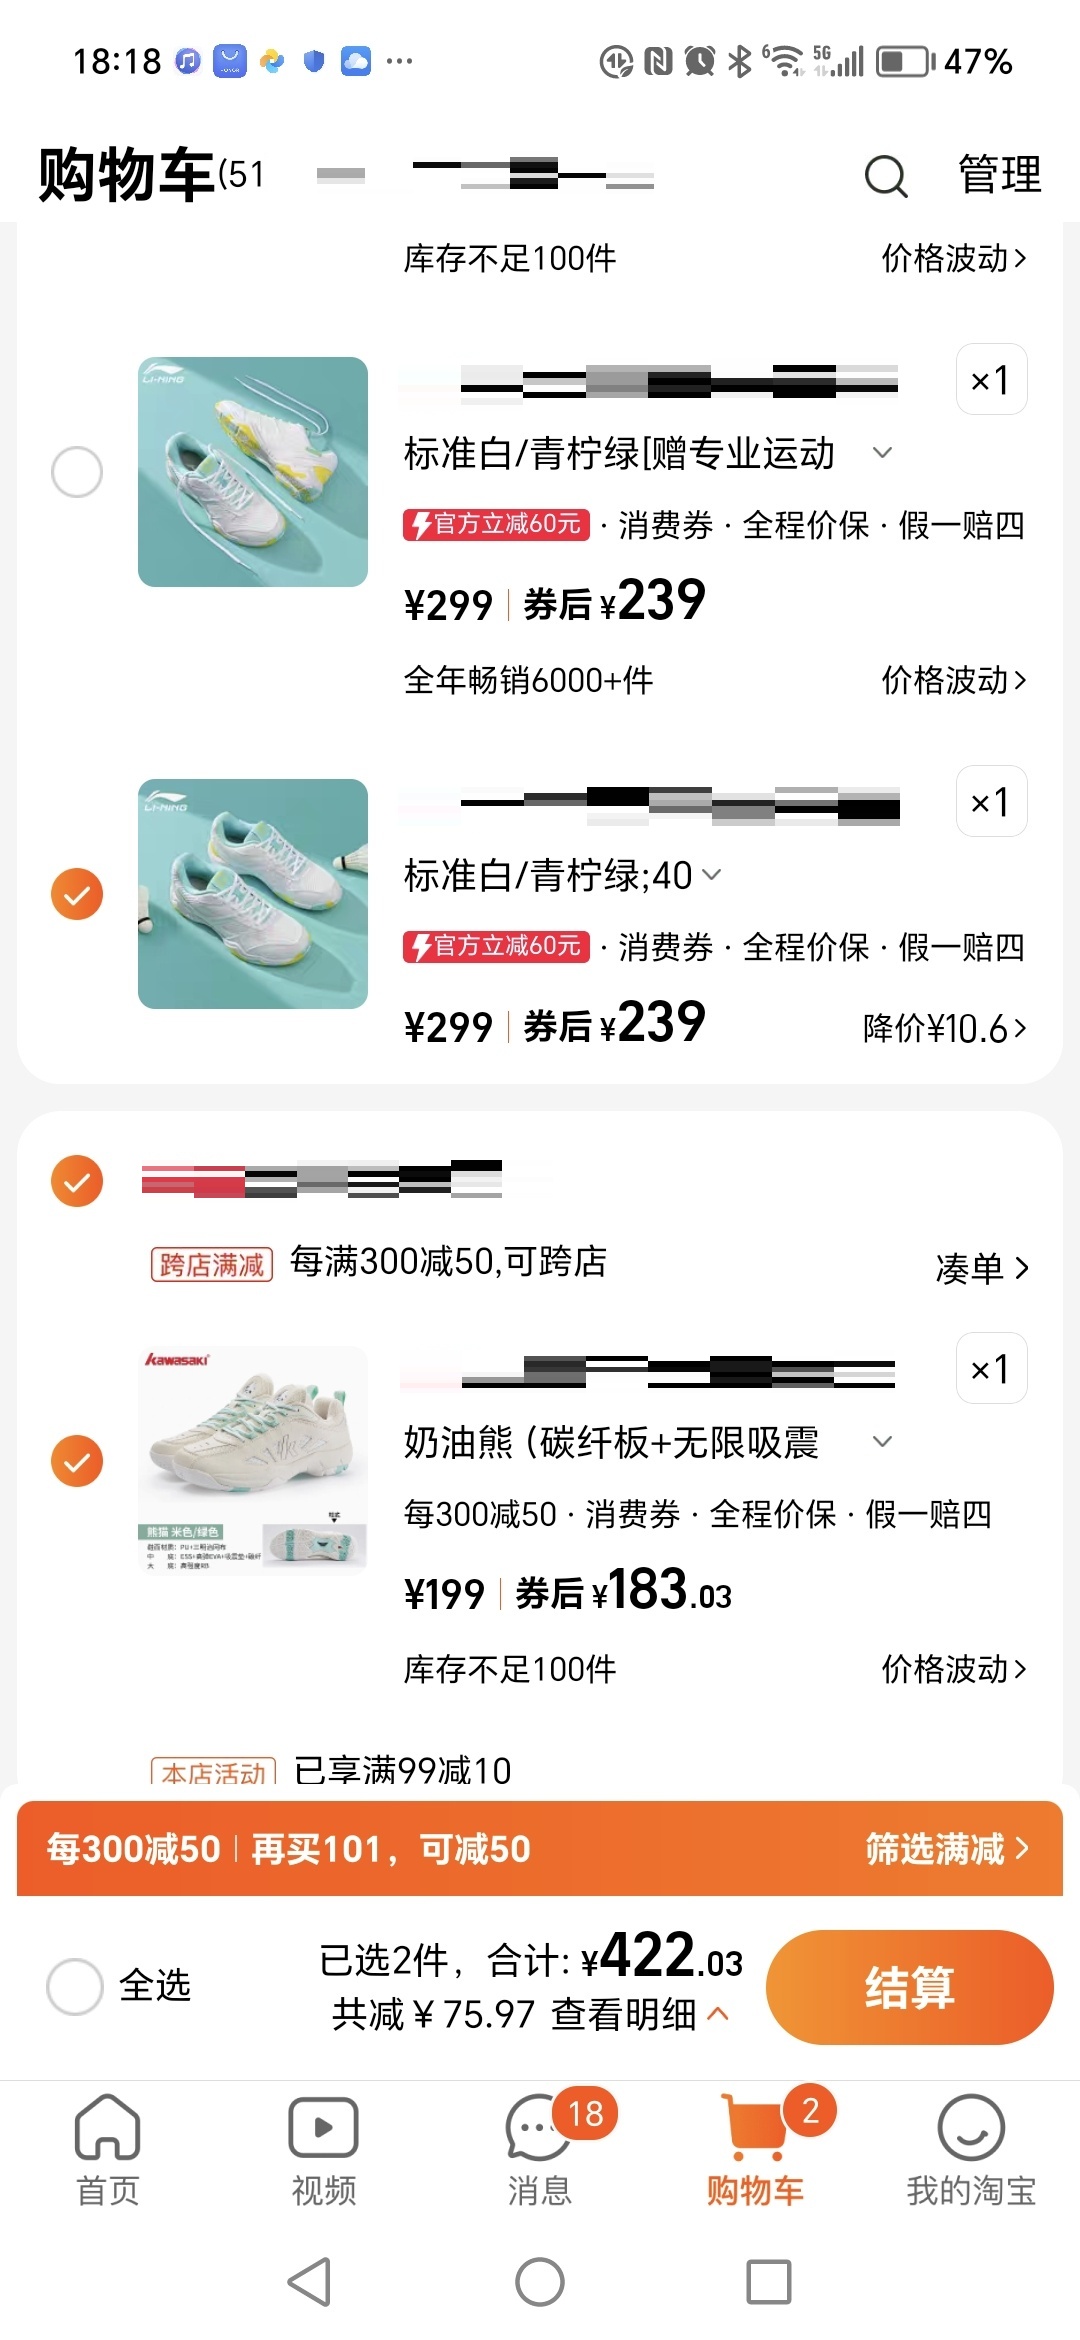 18:18
6
5G
47%
购物车(51
管理
库存不足100件
价格波动
LI-NING
×1
标准白/青柠绿[赠专业运动
官方立减60元 · 消费券 · 全程价保 · 假一赔四
¥299 券后 ¥239
全年畅销6000+件
价格波动
LI-NING
×1
标准白/青柠绿;40
官方立减60元 · 消费券 · 全程价保 · 假一赔四
¥299 券后 ¥239
降价¥10.6
跨店满减 每满300减50,可跨店
凑单
kawasaki
熊猫 米色/绿色
×1
奶油熊 (碳纤板+无限吸震
每300减50 · 消费券 · 全程价保 · 假一赔四
¥199 券后 ¥183.03
库存不足100件
价格波动
本店活动 已享满99减10
每300减50 再买101，可减50
筛选满减
全选
已选2件，合计: ¥422.03
共减 ¥75.97 查看明细
结算
18
2
首页
视频
消息
购物车
我的淘宝